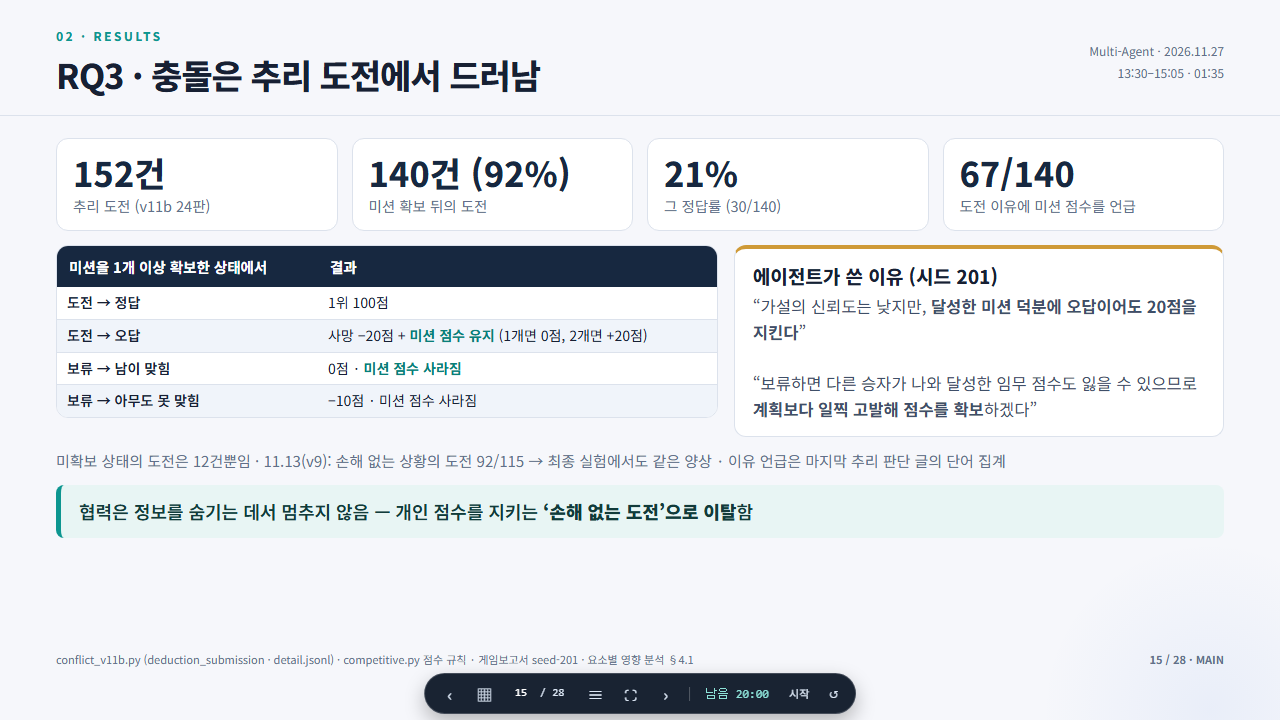 02 · RESULTS
RQ3 · 충돌은 추리 도전에서 드러남
Multi-Agent · 2026.11.27
13:30–15:05 · 01:35
152건
추리 도전 (v11b 24판)
140건 (92%)
미션 확보 뒤의 도전
21%
그 정답률 (30/140)
67/140
도전 이유에 미션 점수를 언급
미션을 1개 이상 확보한 상태에서 결과
도전 → 정답 1위 100점
도전 → 오답 사망 −20점 + 미션 점수 유지 (1개면 0점, 2개면 +20점)
보류 → 남이 맞힘 0점 · 미션 점수 사라짐
보류 → 아무도 못 맞힘 −10점 · 미션 점수 사라짐
에이전트가 쓴 이유 (시드 201)
“가설의 신뢰도는 낮지만, 달성한 미션 덕분에 오답이어도 20점을
지킨다”
“보류하면 다른 승자가 나와 달성한 임무 점수도 잃을 수 있으므로
계획보다 일찍 고발해 점수를 확보하겠다”
미확보 상태의 도전은 12건뿐임 · 11.13(v9): 손해 없는 상황의 도전 92/115 → 최종 실험에서도 같은 양상 · 이유 언급은 마지막 추리 판단 글의 단어 집계
협력은 정보를 숨기는 데서 멈추지 않음 — 개인 점수를 지키는 ‘손해 없는 도전’으로 이탈함
conflict_v11b.py (deduction_submission · detail.jsonl) · competitive.py 점수 규칙 · 게임보고서 seed-201 · 요소별 영향 분석 §4.1
15 / 28 · MAIN
‹ 15 / 28 › 남음 20:00 시작 ↺